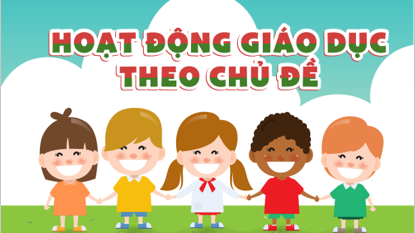 HOẠT ĐỘNG GIÁO DỤC
THEO CHỦ ĐỀ